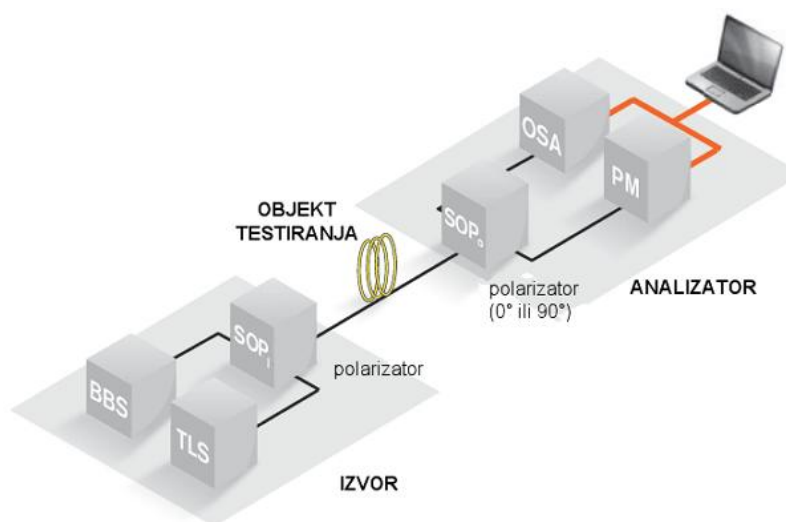 OSA
PM
OBJEKT
TESTIRANJA
SOPo
polarizator
(0° ili 90°)
ANALIZATOR
SOPI
polarizator
BBS
TLS
IZVOR